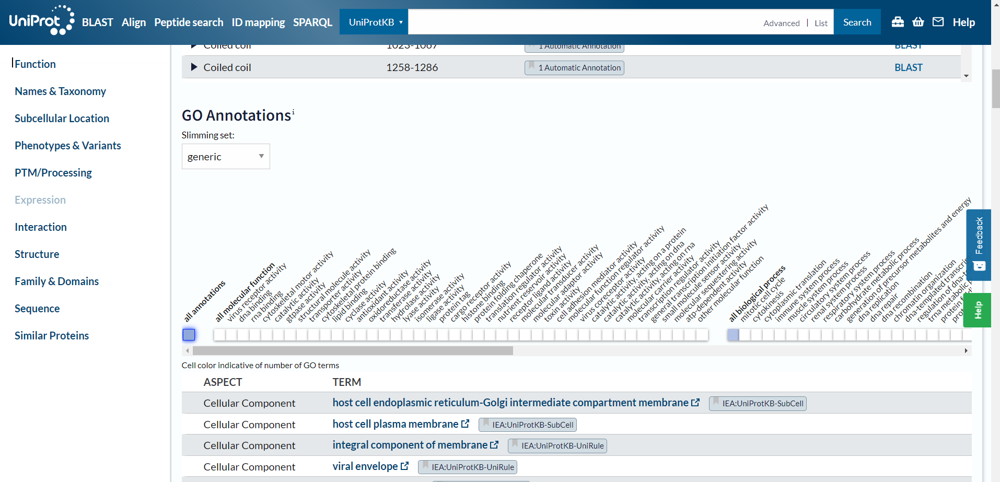 UniProt BLAST Align Peptide search ID mapping SPARQL UniProtKB Advanced | List Search Help
Function
Names & Taxonomy
Subcellular Location
Phenotypes & Variants
PTM/Processing
Expression
Interaction
Structure
Family & Domains
Sequence
Similar Proteins
Coiled coil 1023-1067 1 Automatic Annotation BLAST
Coiled coil 1258-1286 1 Automatic Annotation BLAST
GO Annotations i
Slimming set:
generic
all annotations
all molecular function
virus receptor activity
dna binding
rna binding
cytoskeletal motor activity
catalytic activity
gtpase activity
structural molecule activity
transporter activity
cytoskeletal protein binding
lipid binding
cyclase activity
antioxidant activity
oxidoreductase activity
transferase activity
hydrolase activity
lyase activity
isomerase activity
ligase activity
protein tag
cargo receptor activity
histone binding
protein folding chaperone
translation regulator activity
nutrient reservoir activity
receptor ligand activity
molecular transducer activity
molecular adaptor activity
toxin activity
cell adhesion mediator activity
molecular function regulator activity
virus coreceptor activity
catalytic activity, acting on a protein
catalytic activity, acting on dna
catalytic activity, acting on rna
molecular carrier activity
transcription regulator activity
general transcription initiation factor activity
small molecule sensor activity
molecular sequestering activity
atp-dependent activity
other molecular function
all biological process
mitotic cell cycle
cytokinesis
cytoplasmic translation
immune system process
muscle system process
circulatory system process
renal system process
respiratory system process
carbohydrate metabolic process
generation of precursor metabolites and energy
dna replication
dna repair
dna recombination
chromatin organization
dna-templated transcri
regulation of dna-te
trna metabolic p
protein fo
prot
Feedback
Help
Cell color indicative of number of GO terms
ASPECT TERM
Cellular Component host cell endoplasmic reticulum-Golgi intermediate compartment membrane IEA:UniProtKB-SubCell
Cellular Component host cell plasma membrane IEA:UniProtKB-SubCell
Cellular Component integral component of membrane IEA:UniProtKB-UniRule
Cellular Component viral envelope IEA:UniProtKB-UniRule